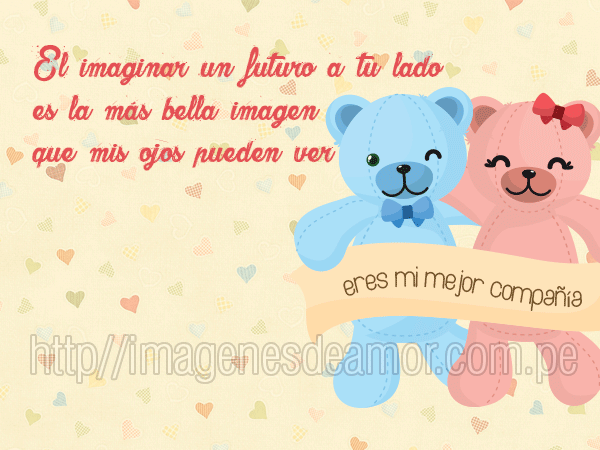 El imaginar un futuro a tu lado
es la más bella imagen
que mis ojos pueden ver
eres mi mejor compañía
http//imagenesdeamor.com.pe